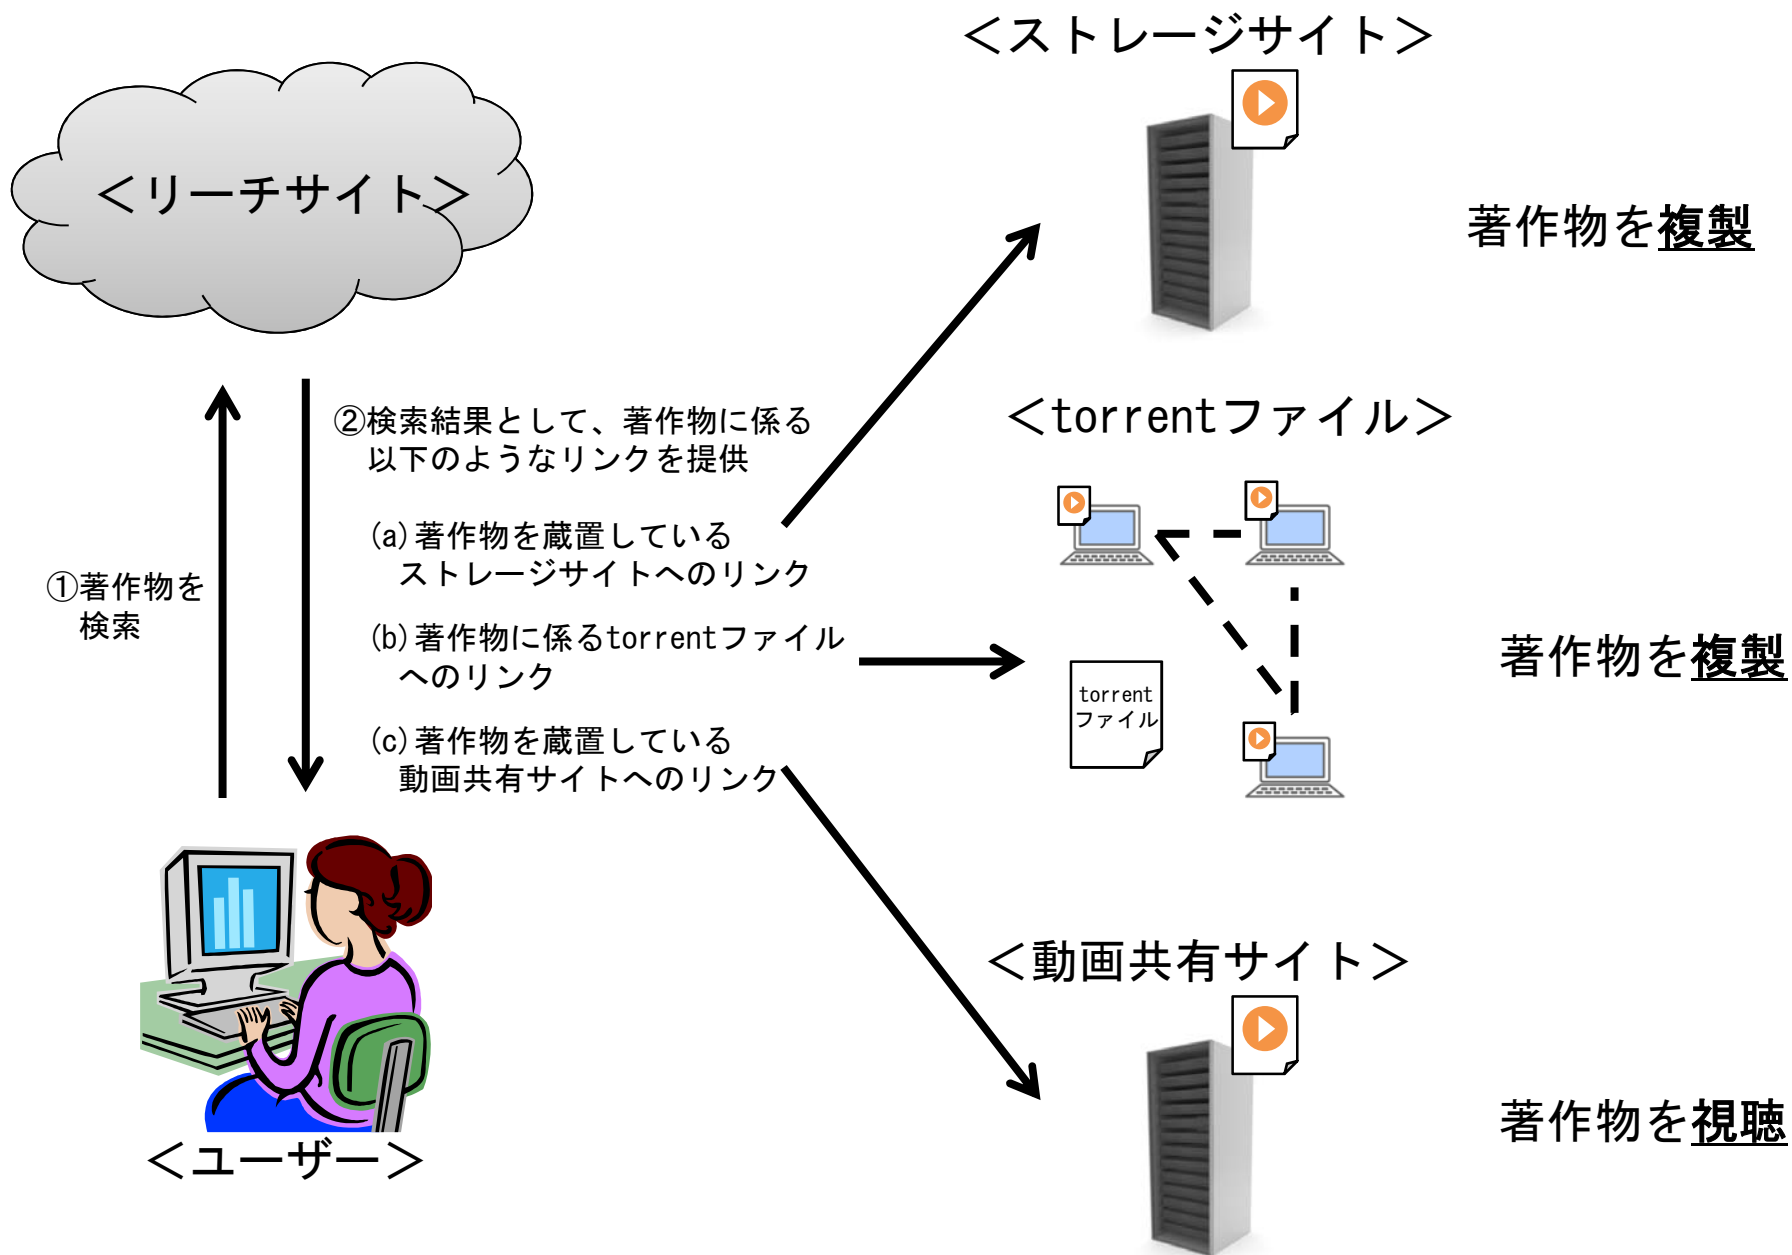 ＜ストレージサイト＞
＜リーチサイト＞
著作物を複製
②検索結果として、著作物に係る
以下のようなリンクを提供
(a)著作物を蔵置している
ストレージサイトへのリンク
①著作物を
検索
(b)著作物に係るtorrentファイル
へのリンク
(c)著作物を蔵置している
動画共有サイトへのリンク
＜torrentファイル＞
torrent
ファイル
著作物を複製
＜動画共有サイト＞
著作物を視聴
＜ユーザー＞